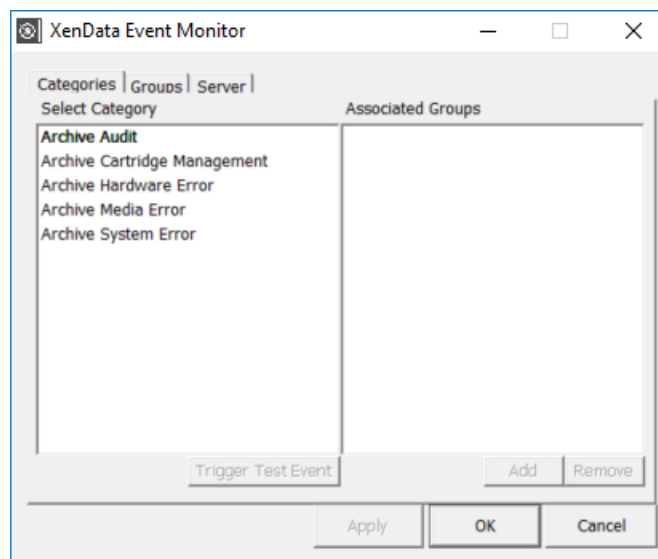 XenData Event Monitor
Categories Groups Server
Select Category Associated Groups
Archive Audit
Archive Cartridge Management
Archive Hardware Error
Archive Media Error
Archive System Error
Trigger Test Event Add Remove
Apply OK Cancel